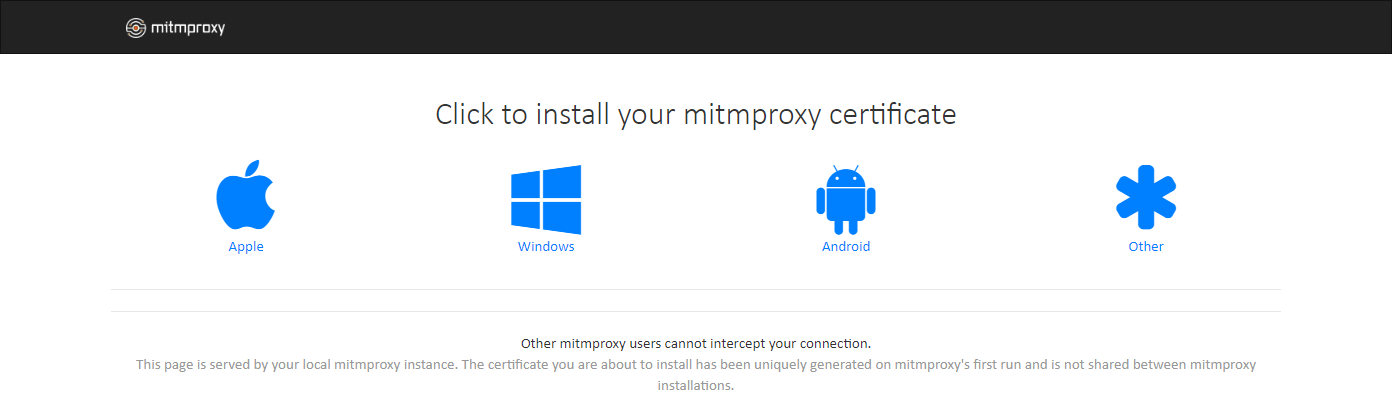 mitmproxy
Click to install your mitmproxy certificate
Apple
Windows
Android
Other
Other mitmproxy users cannot intercept your connection.
This page is served by your local mitmproxy instance. The certificate you are about to install has been uniquely generated on mitmproxy's first run and is not shared between mitmproxy
installations.